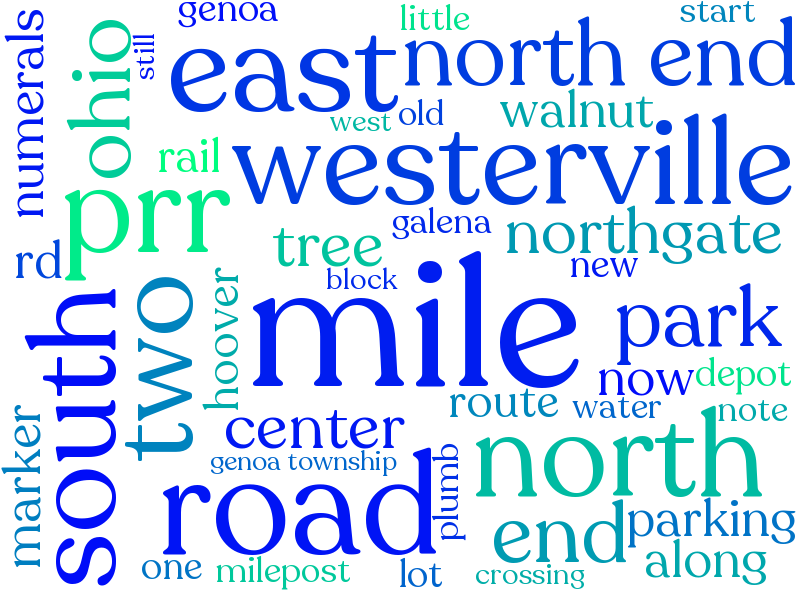 genoa
little
start
numerals
still
ohio
east
north end
west
old
walnut
rail
westerville
prr
galena
northgate
tree
rd
new
block
mile
hoover
two
south
park
now
depot
route
water
note
center
marker
genoa township
north
plumb
road
end
parking
along
one
milepost
lot
crossing